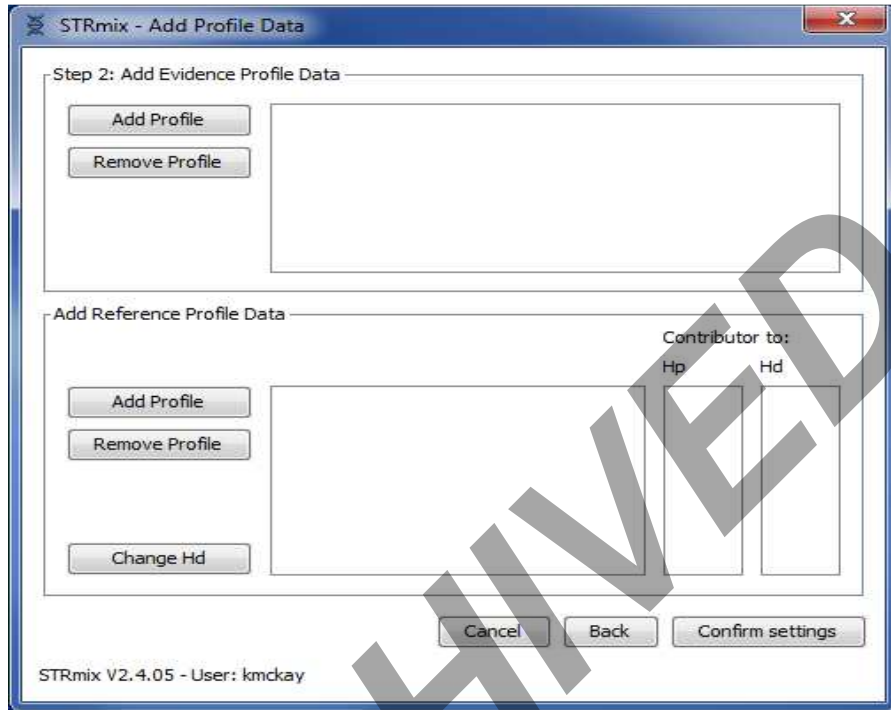 STRmix - Add Profile Data
Step 2: Add Evidence Profile Data
Add Profile
Remove Profile
Add Reference Profile Data
Contributor to:
Hp Hd
Add Profile
Remove Profile
Change Hd
Cancel Back Confirm settings
STRmix V2.4.05 - User: kmckay
HIVED